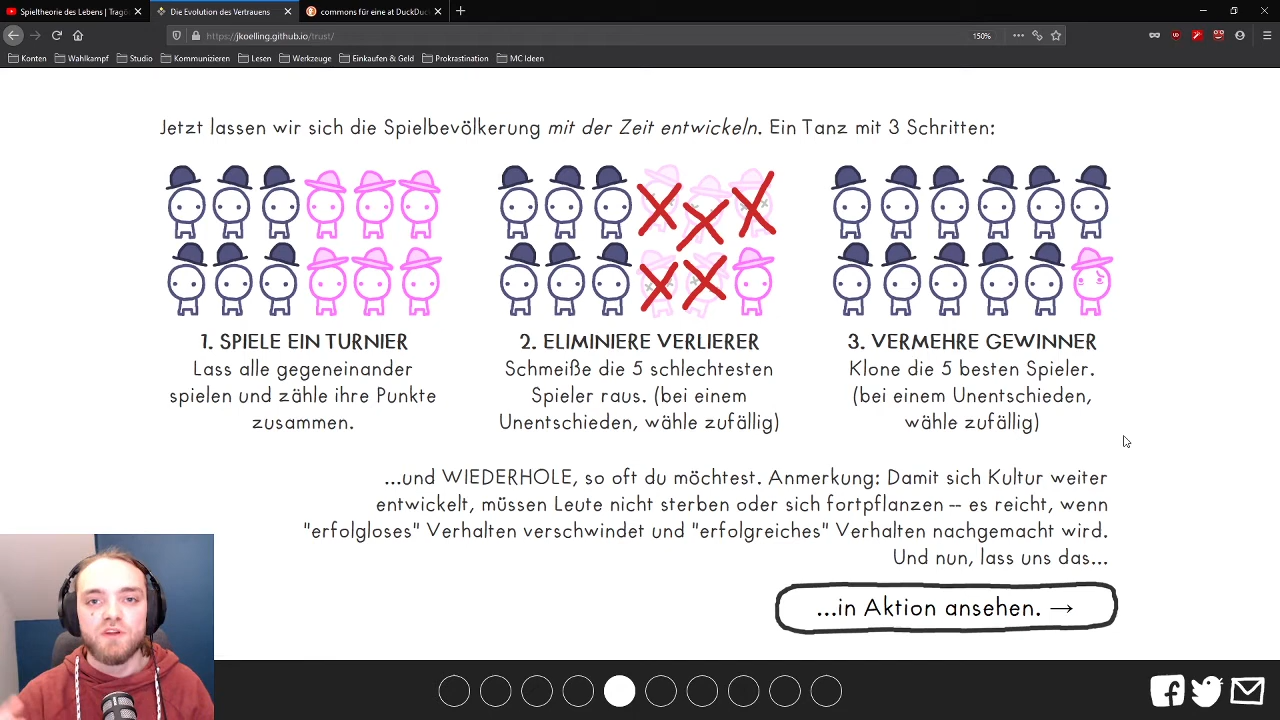 Spieltheorie des Lebens | Tragö
Die Evolution des Vertrauens
commons für eine at DuckDuc
https://jkoelling.github.io/trust/
150%
Konten
Wahlkampf
Studio
Kommunizieren
Lesen
Werkzeuge
Einkaufen & Geld
Prokrastination
MC Ideen
Jetzt lassen wir sich die Spielbevölkerung mit der Zeit entwickeln. Ein Tanz mit 3 Schritten:
1. SPIELE EIN TURNIER
Lass alle gegeneinander
spielen und zähle ihre Punkte
zusammen.
2. ELIMINIERE VERLIERER
Schmeiße die 5 schlechtesten
Spieler raus. (bei einem
Unentschieden, wähle zufällig)
3. VERMEHRE GEWINNER
Klone die 5 besten Spieler.
(bei einem Unentschieden,
wähle zufällig)
...und WIEDERHOLE, so oft du möchtest. Anmerkung: Damit sich Kultur weiter
entwickelt, müssen Leute nicht sterben oder sich fortpflanzen -- es reicht, wenn
"erfolgloses" Verhalten verschwindet und "erfolgreiches" Verhalten nachgemacht wird.
Und nun, lass uns das...
...in Aktion ansehen. →